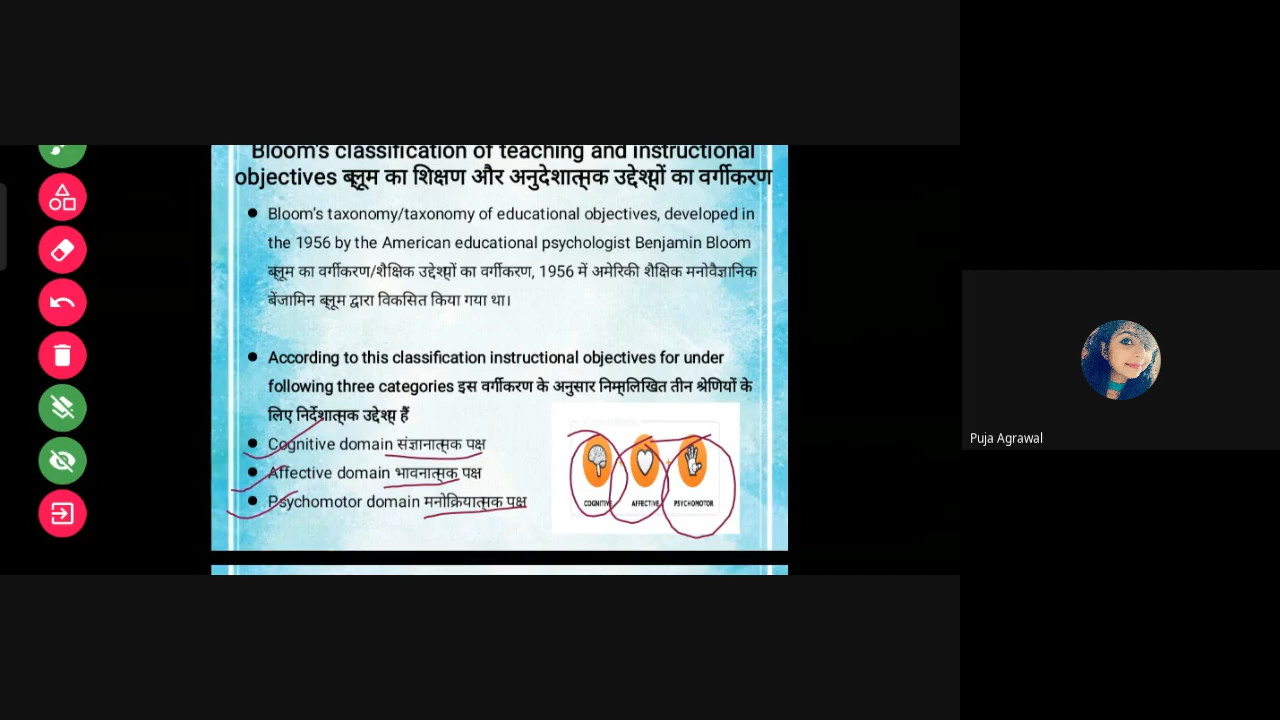 Bloom's classification of teaching and instructional
objectives ब्लूम का शिक्षण और अनुदेशात्मक उद्देश्यों का वर्गीकरण
Bloom's taxonomy/taxonomy of educational objectives, developed in
the 1956 by the American educational psychologist Benjamin Bloom
ब्लूम का वर्गीकरण/शैक्षिक उद्देश्यों का वर्गीकरण, 1956 में अमेरिकी शैक्षिक मनोवैज्ञानिक
बेंजामिन ब्लूम द्वारा विकसित किया गया था।
According to this classification instructional objectives for under
following three categories इस वर्गीकरण के अनुसार निम्नलिखित तीन श्रेणियों के
लिए निर्देशात्मक उद्देश्य हैं
Cognitive domain संज्ञानात्मक पक्ष
Affective domain भावनात्मक पक्ष
Psychomotor domain मनोक्रियात्मक पक्ष
COGNITIVE AFFECTIVE PSYCHOMOTOR
Puja Agrawal